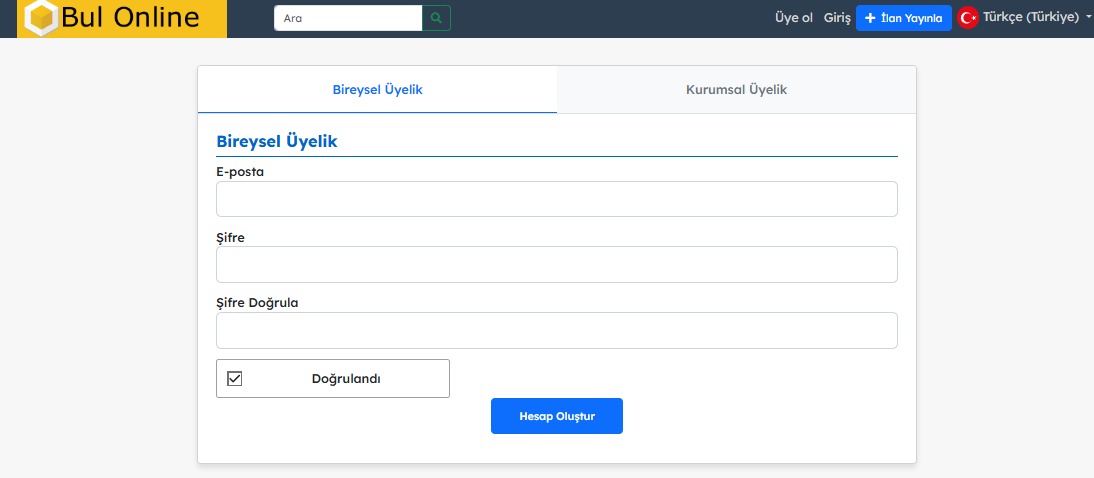 Bul Online
Ara
Üye ol Giriş + İlan Yayınla Türkçe (Türkiye)
Bireysel Üyelik Kurumsal Üyelik
Bireysel Üyelik
E-posta
Şifre
Şifre Doğrula
Doğrulandı
Hesap Oluştur